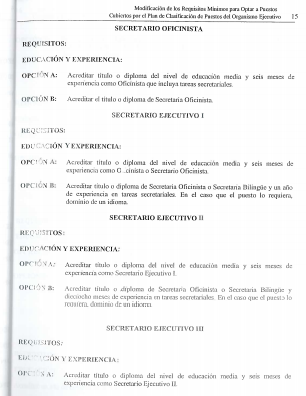 Modificación de los Requisitos Mínimos para Optar a Puestos
Cubiertos por el Plan de Clasificación de Puestos del Organismo Ejecutivo 15
SECRETARIO OFICINISTA
REQUISITOS:
EDUCACIÓN Y EXPERIENCIA:
OPCIÓN A: Acreditar título o diploma del nivel de educación media y seis meses de
experiencia como Oficinista que incluya tareas secretariales.
OPCIÓN B: Acreditar el título o diploma de Secretaria Oficinista.
SECRETARIO EJECUTIVO I
REQUISITOS:
EDUCACIÓN Y EXPERIENCIA:
OPCIÓN A: Acreditar título o diploma del nivel de educación media y seis meses de
experiencia como O cinista o Secretario Oficinista.
OPCIÓN B: Acreditar título o diploma de Secretaria Oficinista o Secretaria Bilingüe y un año
de experiencia en tareas secretariales. En el caso que el puesto lo requiera,
dominio de un idioma.
SECRETARIO EJECUTIVO II
REQUISITOS:
EDUCACIÓN Y EXPERIENCIA:
OPCIÓN A: Acreditar título o diploma del nivel de educación media y seis meses de
experiencia como Secretario Ejecutivo I.
OPCIÓN B: Acreditar título o diploma de Secretaria Oficinista o Secretaria Bilingüe y
dieciocho meses de experiencia en tareas secretariales. En el caso que el puesto lo
requiera, dominio de un idioma
SECRETARIO EJECUTIVO III
REQUISITOS:
EDUCACIÓN Y EXPERIENCIA:
OPCIÓN A: Acreditar título o diploma del nivel de educación media y seis meses de
experiencia como Secretario Ejecutivo II.